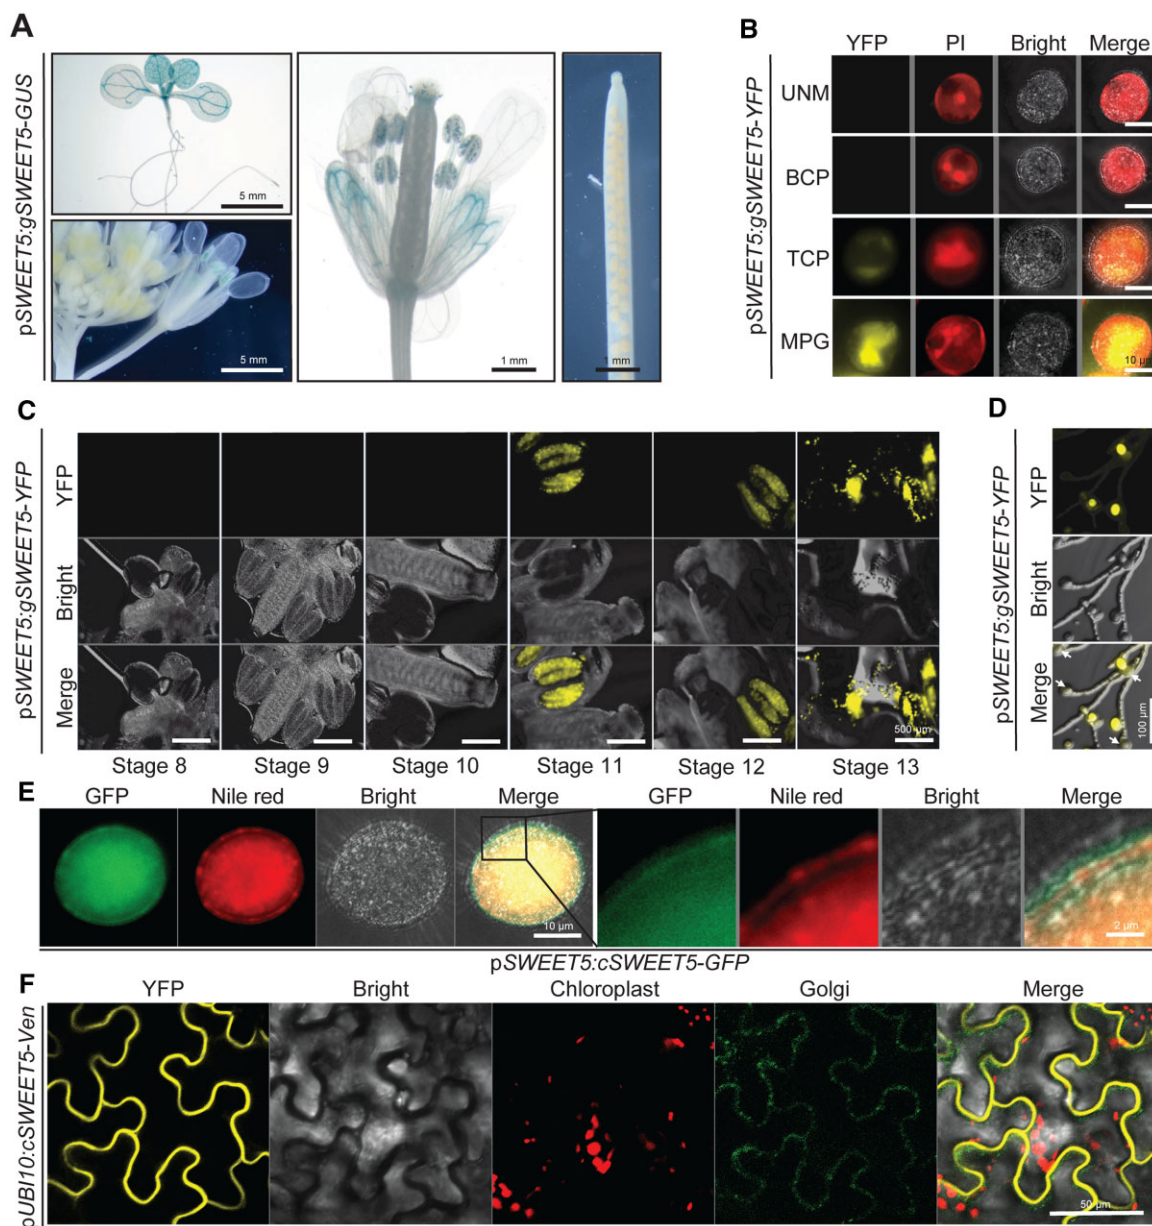 A
pSWEET5:gSWEET5-GUS
5 mm
5 mm
1 mm
1 mm
B
YFP PI Bright Merge
pSWEET5:gSWEET5-YFP
UNM
BCP
TCP
MPG
10 µm
C
pSWEET5:gSWEET5-YFP
YFP
Bright
Merge
500 µm
Stage 8 Stage 9 Stage 10 Stage 11 Stage 12 Stage 13
D
pSWEET5:gSWEET5-YFP
YFP
Bright
Merge
100 µm
E
GFP Nile red Bright Merge GFP Nile red Bright Merge
10 µm
2 µm
pSWEET5:cSWEET5-GFP
F
pUBI10:cSWEET5-Ven
YFP Bright Chloroplast Golgi Merge
50 µm